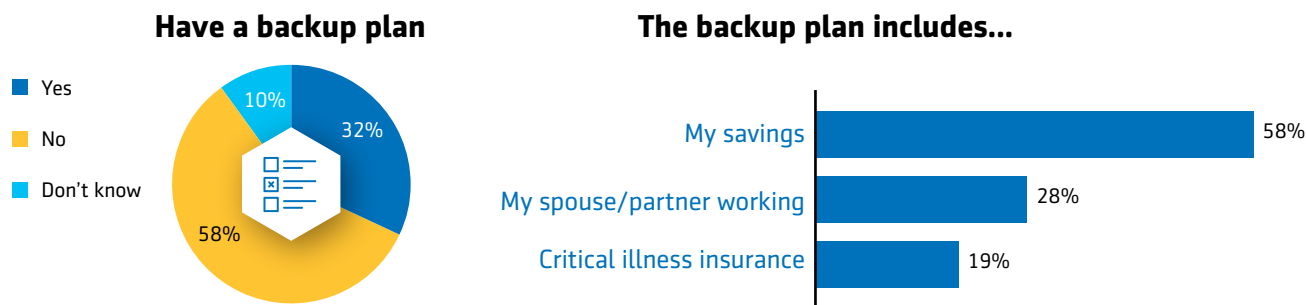 Have a backup plan
Yes
No
Don't know
10%
32%
58%
The backup plan includes...
My savings
58%
My spouse/partner working
28%
Critical illness insurance
19%